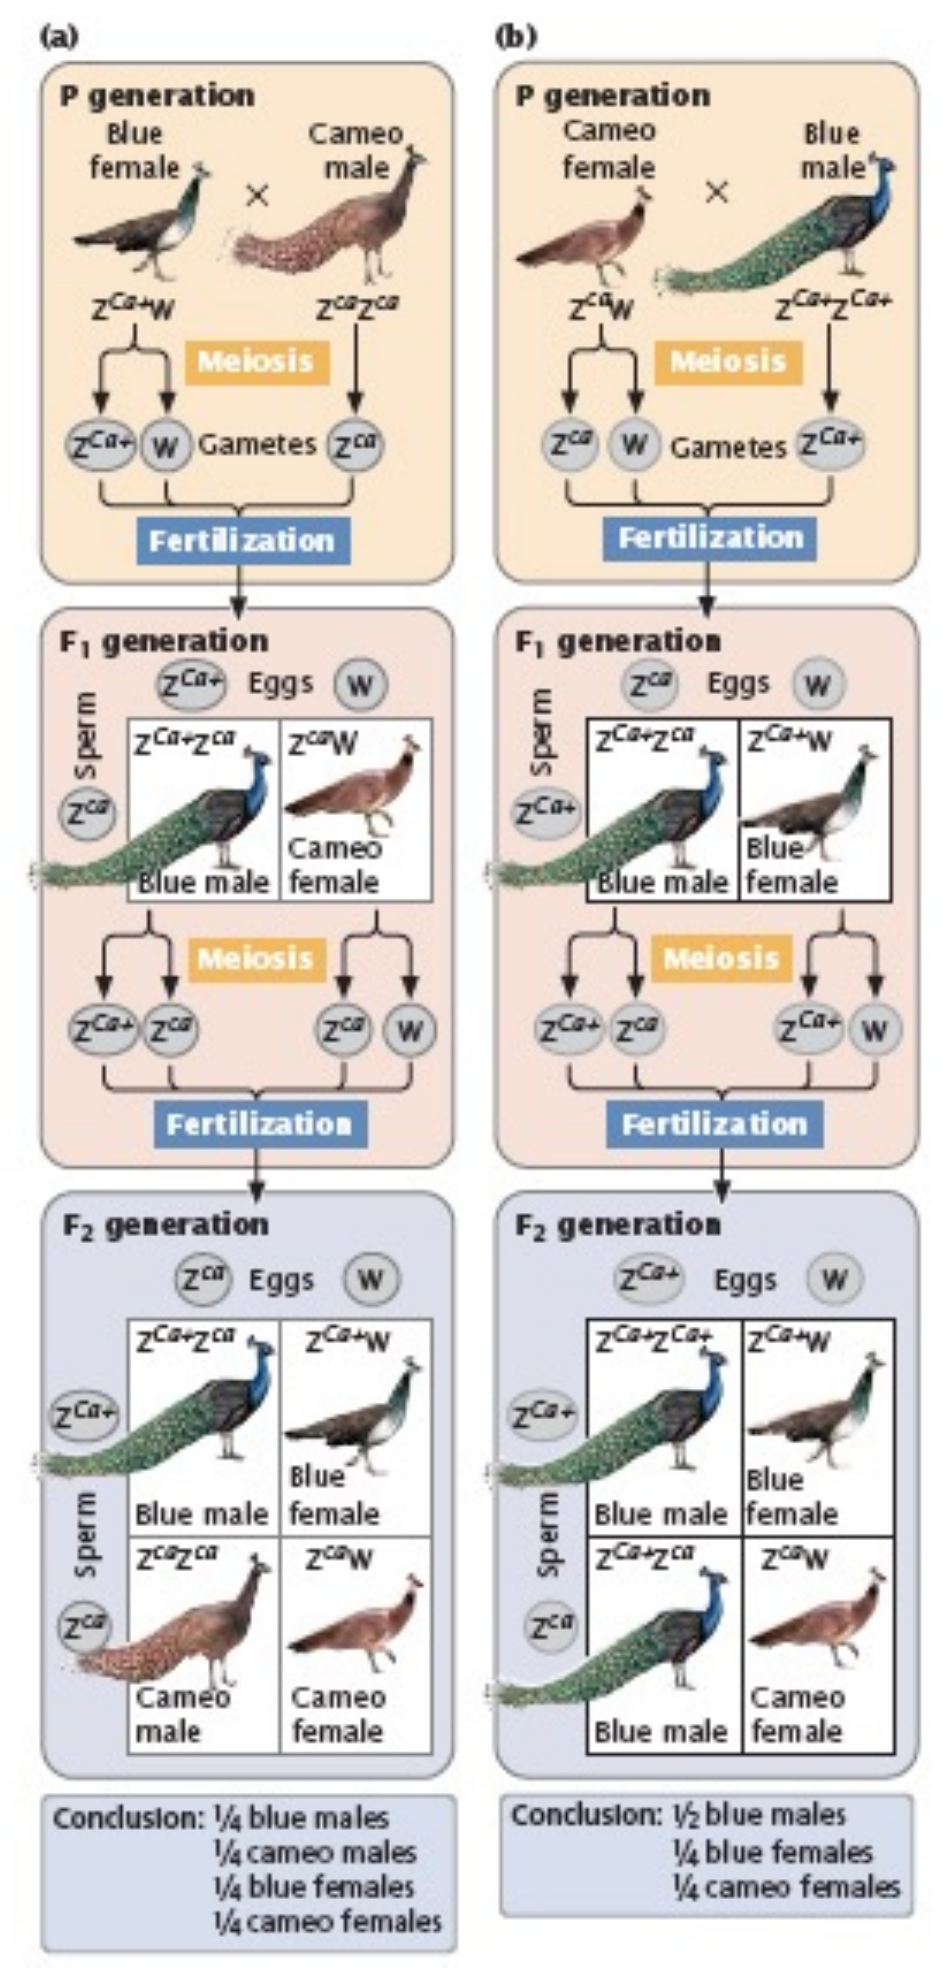 (a)
P generation
Blue
female
×
Cameo
male
Z^Ca+W
Z^caZ^ca
Meiosis
Z^Ca+
W
Gametes
Z^ca
Fertilization
F₁ generation
Z^Ca+
Eggs
W
Sperm
Z^ca
Z^Ca+Z^ca
Blue male
Z^caW
Cameo
female
Meiosis
Z^Ca+
Z^ca
Z^ca
W
Fertilization
F₂ generation
Z^ca
Eggs
W
Sperm
Z^Ca+
Z^Ca+Z^ca
Blue male
Z^Ca+W
Blue
female
Z^ca
Z^caZ^ca
Cameo
male
Z^caW
Cameo
female
Conclusion: ¼ blue males
¼ cameo males
¼ blue females
¼ cameo females
(b)
P generation
Cameo
female
×
Blue
male
Z^caW
Z^Ca+Z^Ca+
Meiosis
Z^ca
W
Gametes
Z^Ca+
Fertilization
F₁ generation
Z^ca
Eggs
W
Sperm
Z^Ca+
Z^Ca+Z^ca
Blue male
Z^Ca+W
Blue
female
Meiosis
Z^Ca+
Z^ca
Z^Ca+
W
Fertilization
F₂ generation
Z^Ca+
Eggs
W
Sperm
Z^Ca+
Z^Ca+Z^Ca+
Blue male
Z^Ca+W
Blue
female
Z^ca
Z^Ca+Z^ca
Blue male
Z^caW
Cameo
female
Conclusion: ½ blue males
¼ blue females
¼ cameo females